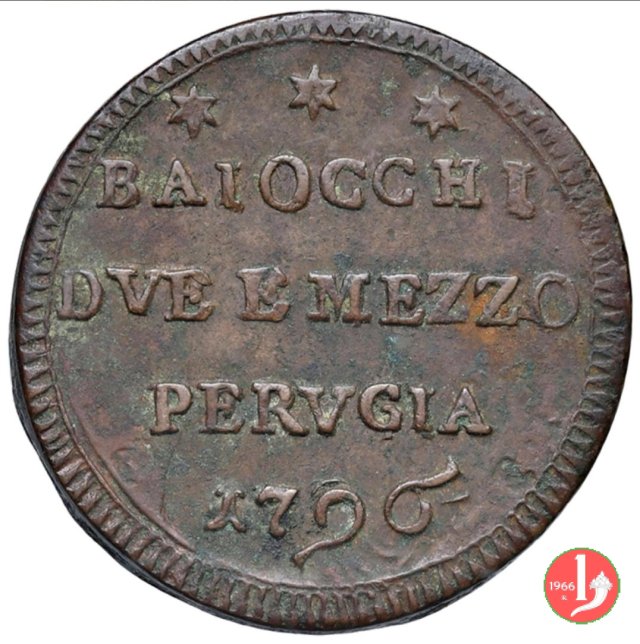 BAIOCCHI
DVE E MEZZO
PERVGIA
1796
1966
K